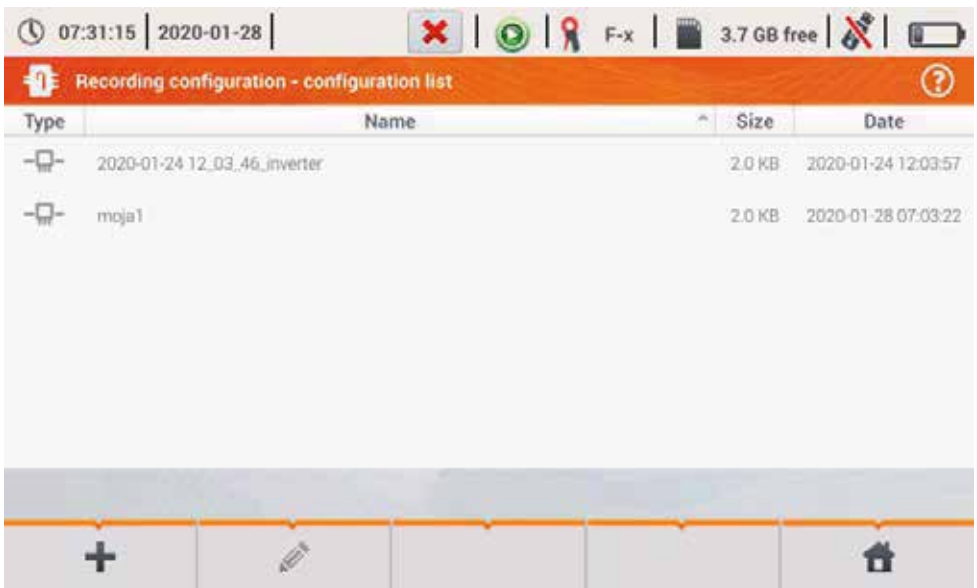 07:31:15 2020-01-28 F-x 3.7 GB free
Recording configuration - configuration list ?
Type Name Size Date
2020-01-24 12_03_46_inverter 2.0 KB 2020-01-24 12:03:57
moja1 2.0 KB 2020-01-28 07:03:22